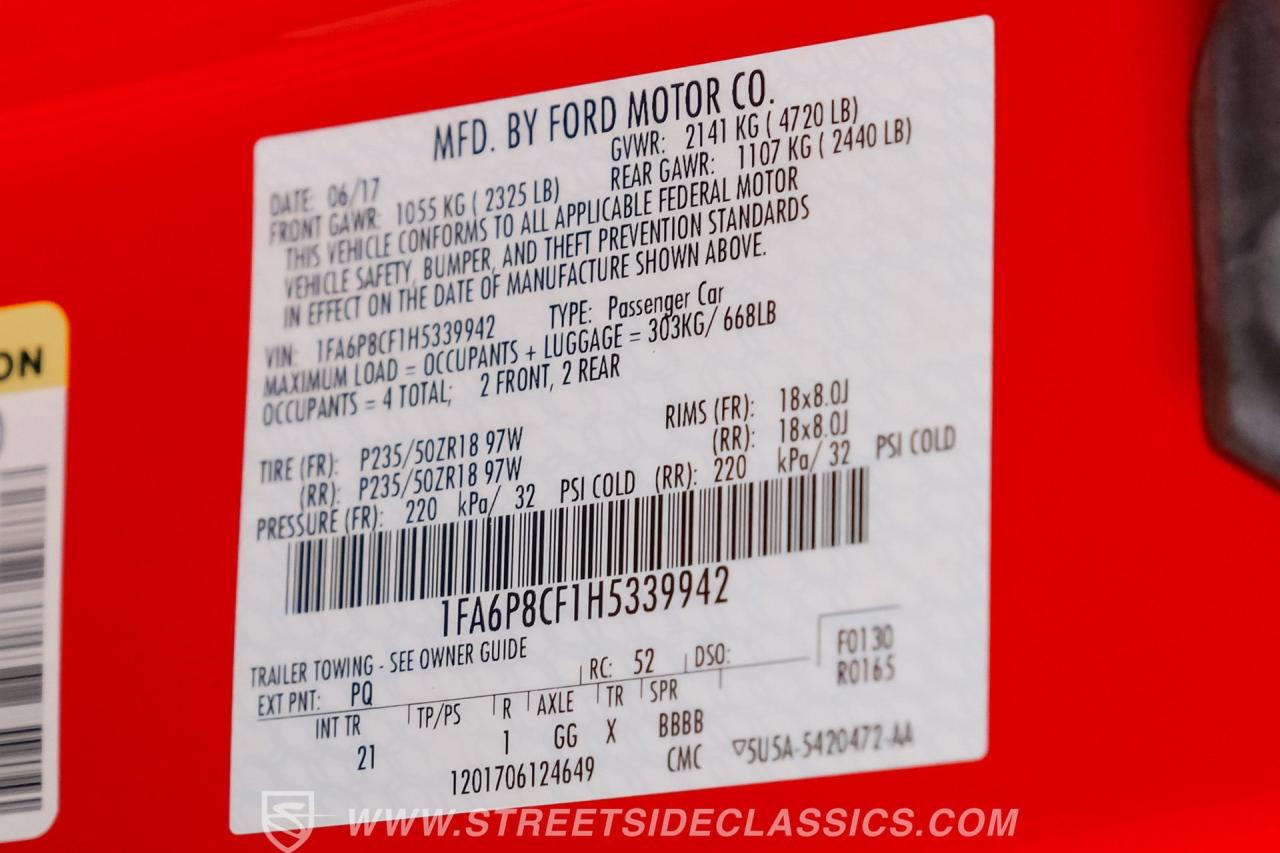 MFD. BY FORD MOTOR CO.
DATE: 06/17 GVWR: 2141 KG ( 4720 LB)
FRONT GAWR: 1055 KG ( 2325 LB) REAR GAWR: 1107 KG ( 2440 LB)
THIS VEHICLE CONFORMS TO ALL APPLICABLE FEDERAL MOTOR
VEHICLE SAFETY, BUMPER, AND THEFT PREVENTION STANDARDS
IN EFFECT ON THE DATE OF MANUFACTURE SHOWN ABOVE.
VIN: 1FA6P8CF1H5339942 TYPE: Passenger Car
MAXIMUM LOAD = OCCUPANTS + LUGGAGE = 303KG/ 668LB
OCCUPANTS = 4 TOTAL; 2 FRONT, 2 REAR
TIRE (FR): P235/50ZR18 97W RIMS (FR): 18x8.0J
(RR): P235/50ZR18 97W (RR): 18x8.0J
PRESSURE (FR): 220 kPa/ 32 PSI COLD (RR): 220 kPa/ 32 PSI COLD
1FA6P8CF1H5339942
TRAILER TOWING - SEE OWNER GUIDE
EXT PNT: PQ RC: 52 DSO: F0130
R0165
INT TR TP/PS R AXLE TR SPR
21 1 GG X BBBB
1201706124649 CMC ▽5U5A-5420472-AA
ON
WWW.STREETSIDECLASSICS.COM